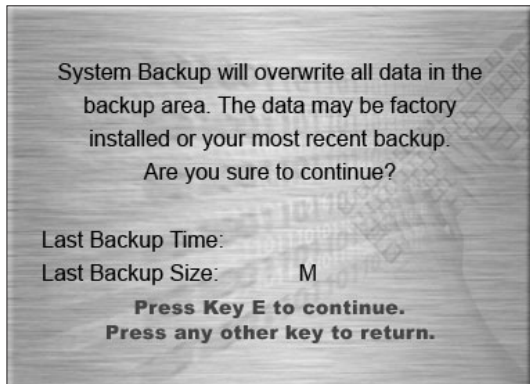 System Backup will overwrite all data in the
backup area. The data may be factory
installed or your most recent backup.
Are you sure to continue?
Last Backup Time:
Last Backup Size: M
Press Key E to continue.
Press any other key to return.